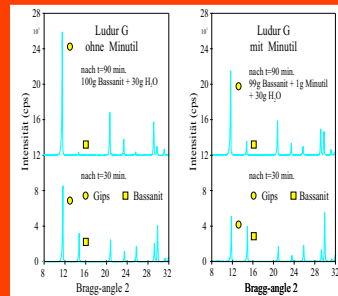 28
24
20
16
12
8
4
0
10³
Intensität (cps)
Ludur G
ohne Minutil
nach t=90 min.
100g Bassanit + 30g H₂O
nach t=30 min.
Gips
Bassanit
8 12 16 20 24 28 32
Bragg-angle 2
28
24
20
16
12
8
4
0
10³
Intensität (cps)
Ludur G
mit Minutil
nach t=90 min.
99g Bassanit + 1g Minutil
+ 30g H₂O
nach t=30 min.
Gips
Bassanit
8 12 16 20 24 28 32
Bragg-angle 2